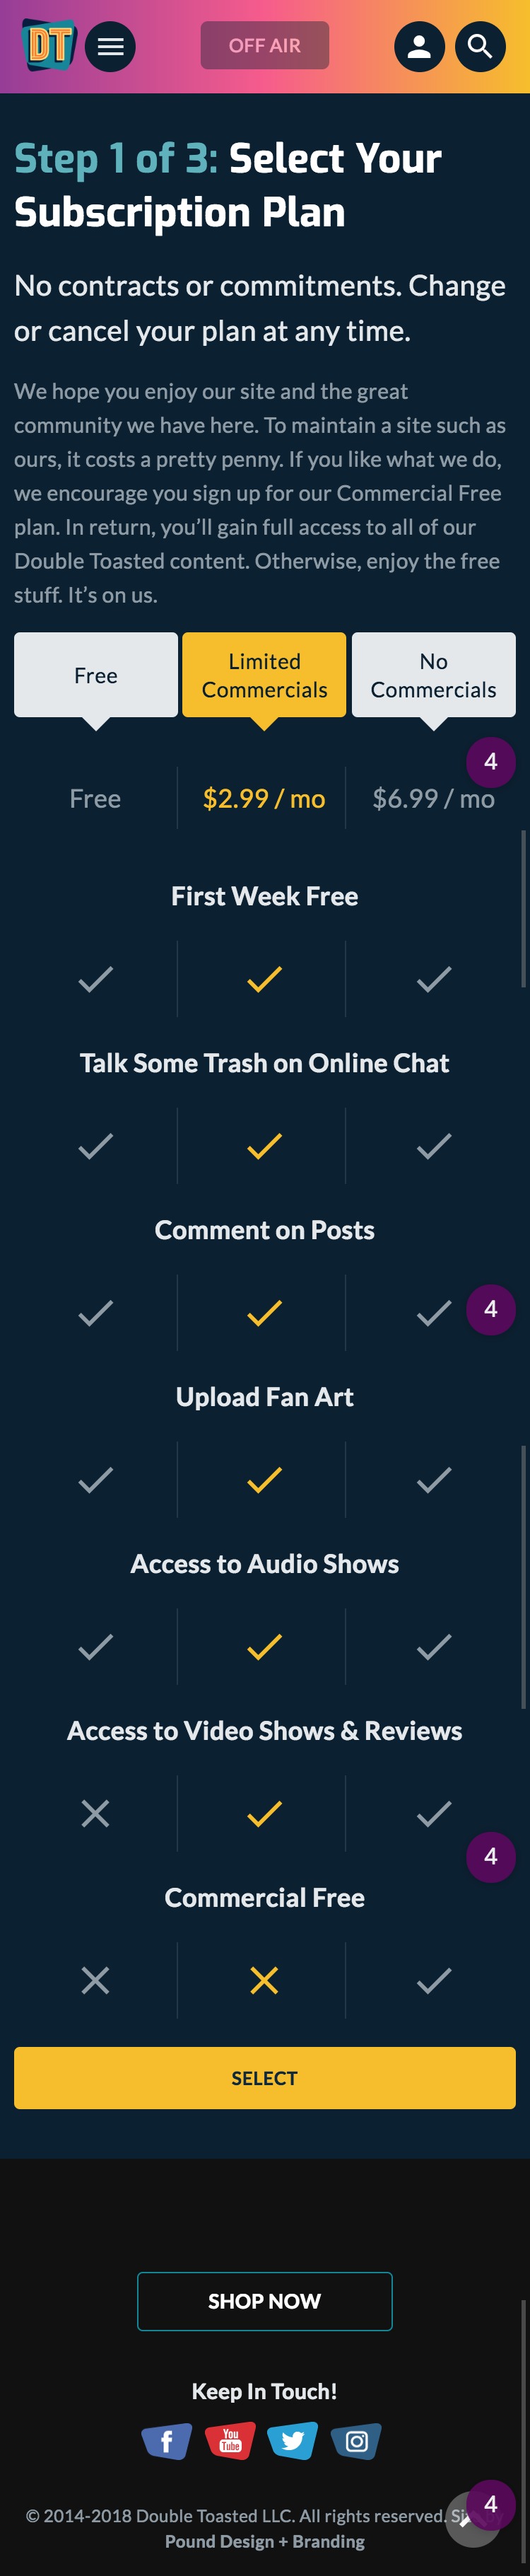 DT
OFF AIR
Step 1 of 3: Select Your
Subscription Plan
No contracts or commitments. Change
or cancel your plan at any time.
We hope you enjoy our site and the great
community we have here. To maintain a site such as
ours, it costs a pretty penny. If you like what we do,
we encourage you sign up for our Commercial Free
plan. In return, you’ll gain full access to all of our
Double Toasted content. Otherwise, enjoy the free
stuff. It’s on us.
Free
Limited
Commercials
No
Commercials
4
Free
$2.99 / mo
$6.99 / mo
First Week Free
Talk Some Trash on Online Chat
Comment on Posts
4
Upload Fan Art
Access to Audio Shows
Access to Video Shows & Reviews
4
Commercial Free
SELECT
SHOP NOW
Keep In Touch!
You
Tube
4
© 2014-2018 Double Toasted LLC. All rights reserved.
Pound Design + Branding